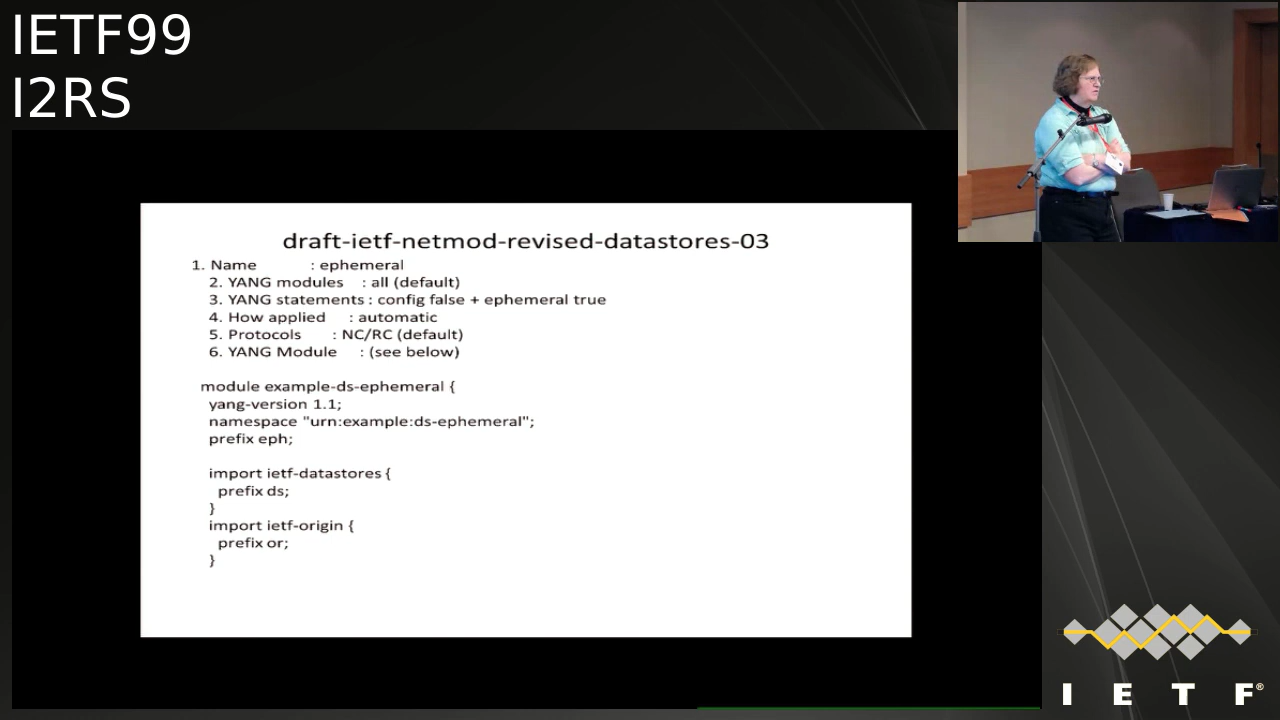 IETF99
I2RS
draft-ietf-netmod-revised-datastores-03
1. Name : ephemeral
2. YANG modules : all (default)
3. YANG statements : config false + ephemeral true
4. How applied : automatic
5. Protocols : NC/RC (default)
6. YANG Module : (see below)
module example-ds-ephemeral {
yang-version 1.1;
namespace "urn:example:ds-ephemeral";
prefix eph;
import ietf-datastores {
prefix ds;
}
import ietf-origin {
prefix or;
}
I E T F®